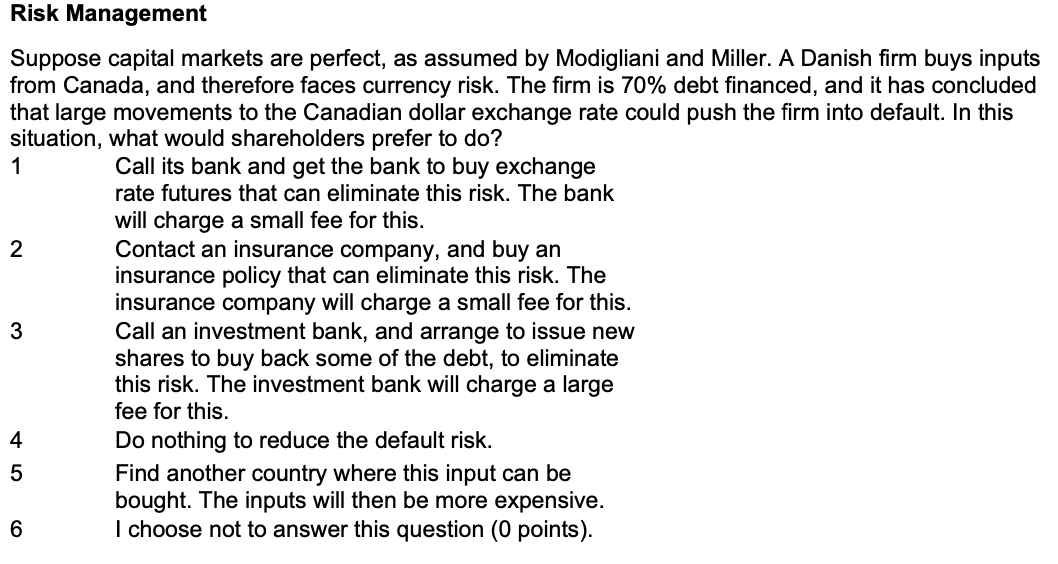 Risk Management
Suppose capital markets are perfect, as assumed by Modigliani and Miller. A Danish firm buys inputs
from Canada, and therefore faces currency risk. The firm is 70% debt financed, and it has concluded
that large movements to the Canadian dollar exchange rate could push the firm into default. In this
situation, what would shareholders prefer to do?
1 Call its bank and get the bank to buy exchange
rate futures that can eliminate this risk. The bank
will charge a small fee for this.
2 Contact an insurance company, and buy an
insurance policy that can eliminate this risk. The
insurance company will charge a small fee for this.
3 Call an investment bank, and arrange to issue new
shares to buy back some of the debt, to eliminate
this risk. The investment bank will charge a large
fee for this.
4 Do nothing to reduce the default risk.
5 Find another country where this input can be
bought. The inputs will then be more expensive.
6 I choose not to answer this question (0 points).